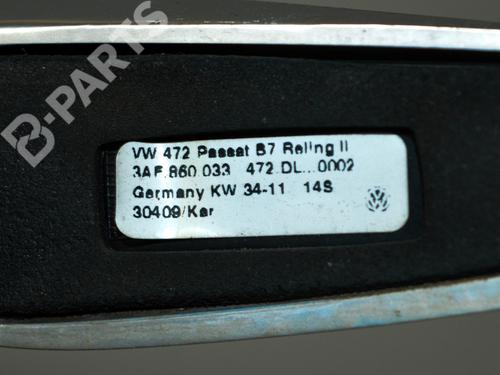 B-PARTS
VW 472 Passat B7 Reling II
3AF.860.033 472.DL...0002
Germany KW 34-11 14S
30409/Kar